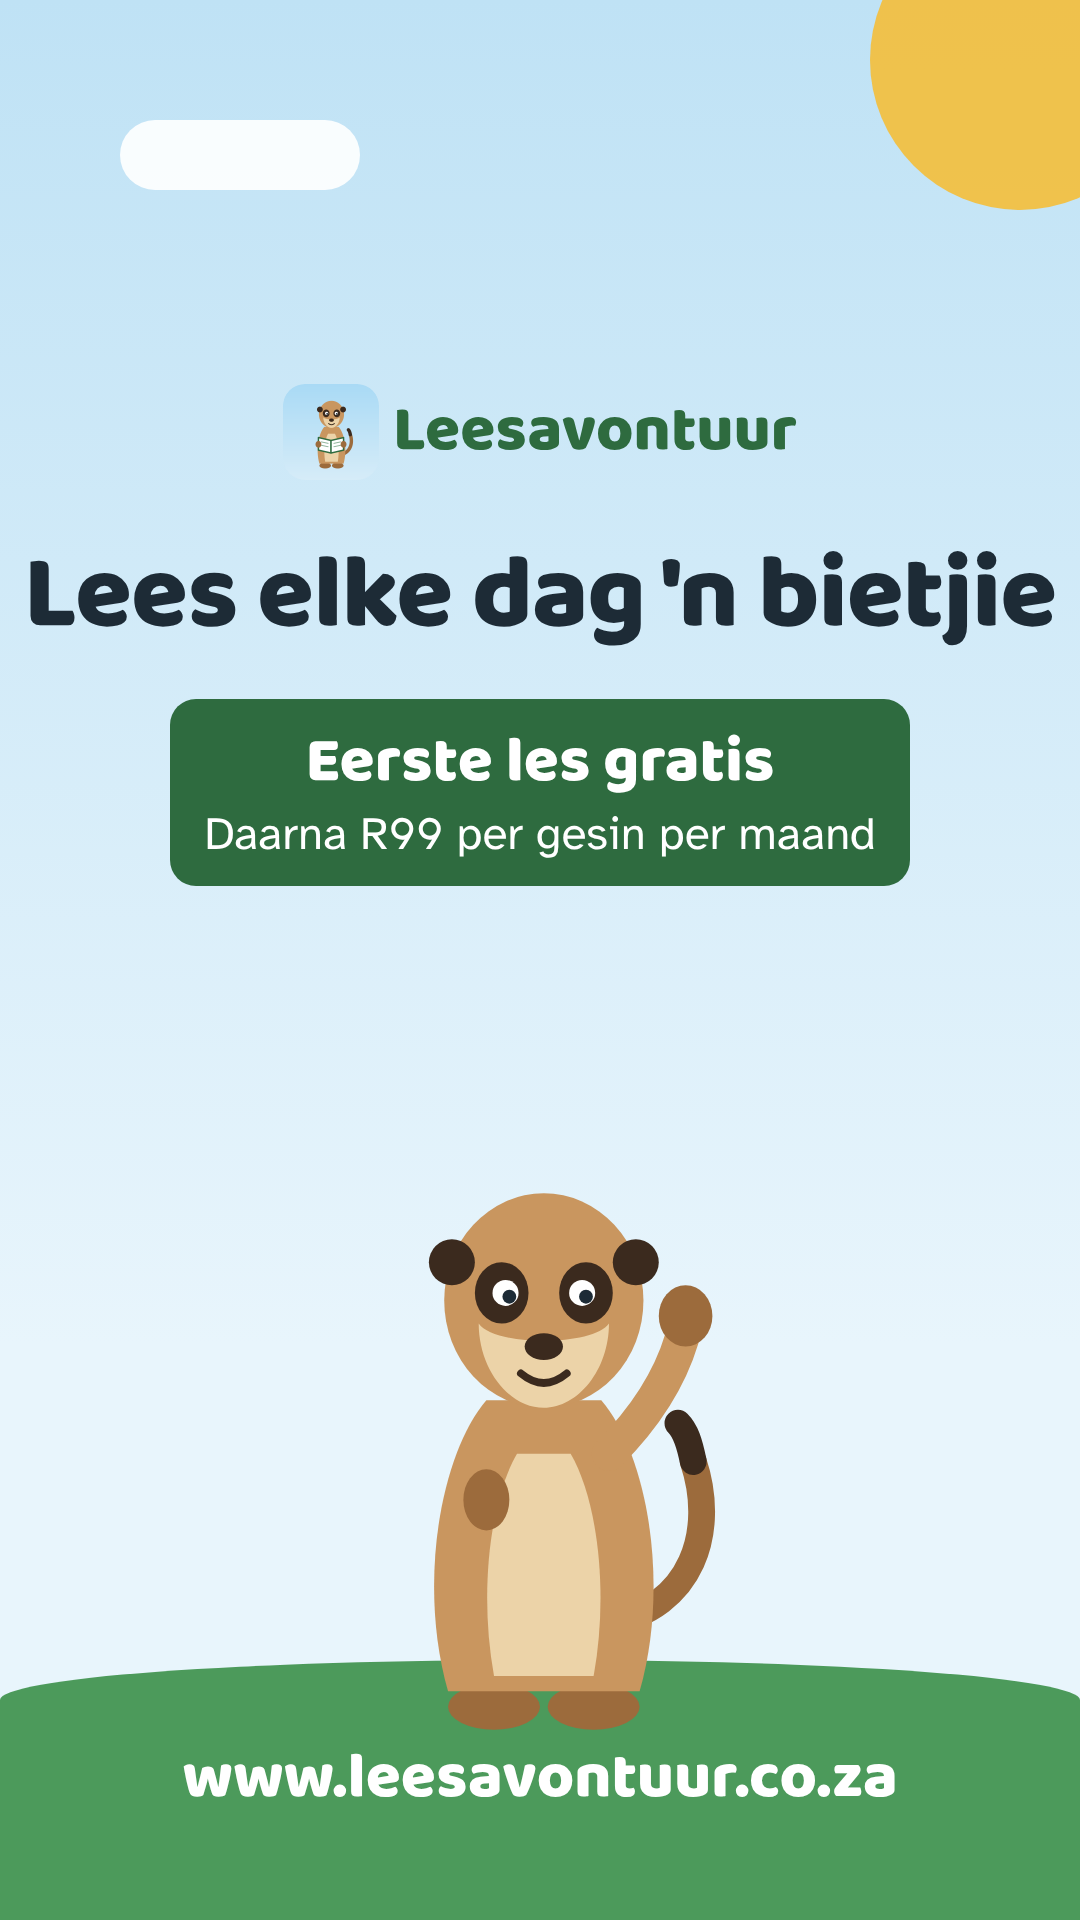 Leesavontuur
Lees elke dag 'n bietjie
Eerste les gratis
Daarna R99 per gesin per maand
www.leesavontuur.co.za